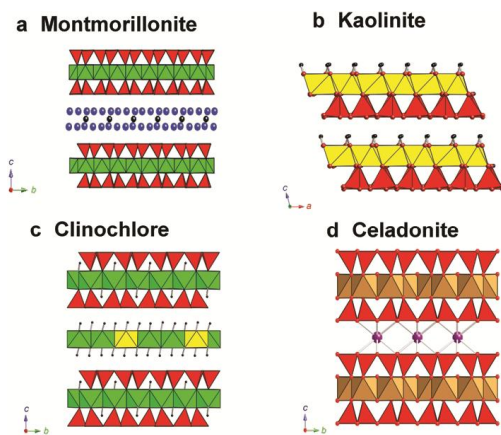 a Montmorillonite
b Kaolinite
c
b
c
a
c Clinochlore
d Celadonite
c
b
c
b